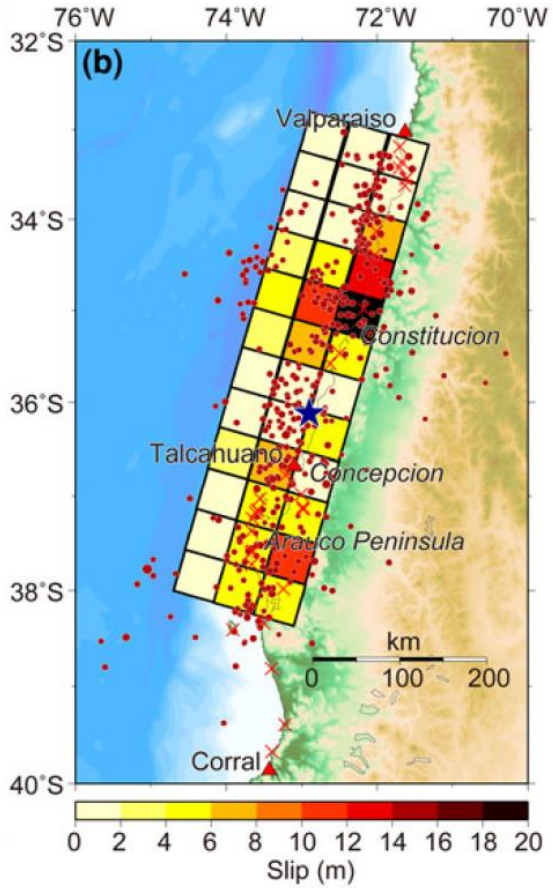 76˚W 74˚W 72˚W 70˚W
32˚S
(b)
Valparaiso
34˚S
Constitucion
36˚S
Talcahuano
Concepcion
Arauco Peninsula
38˚S
km
0 100 200
Corral
40˚S
0 2 4 6 8 10 12 14 16 18 20
Slip (m)